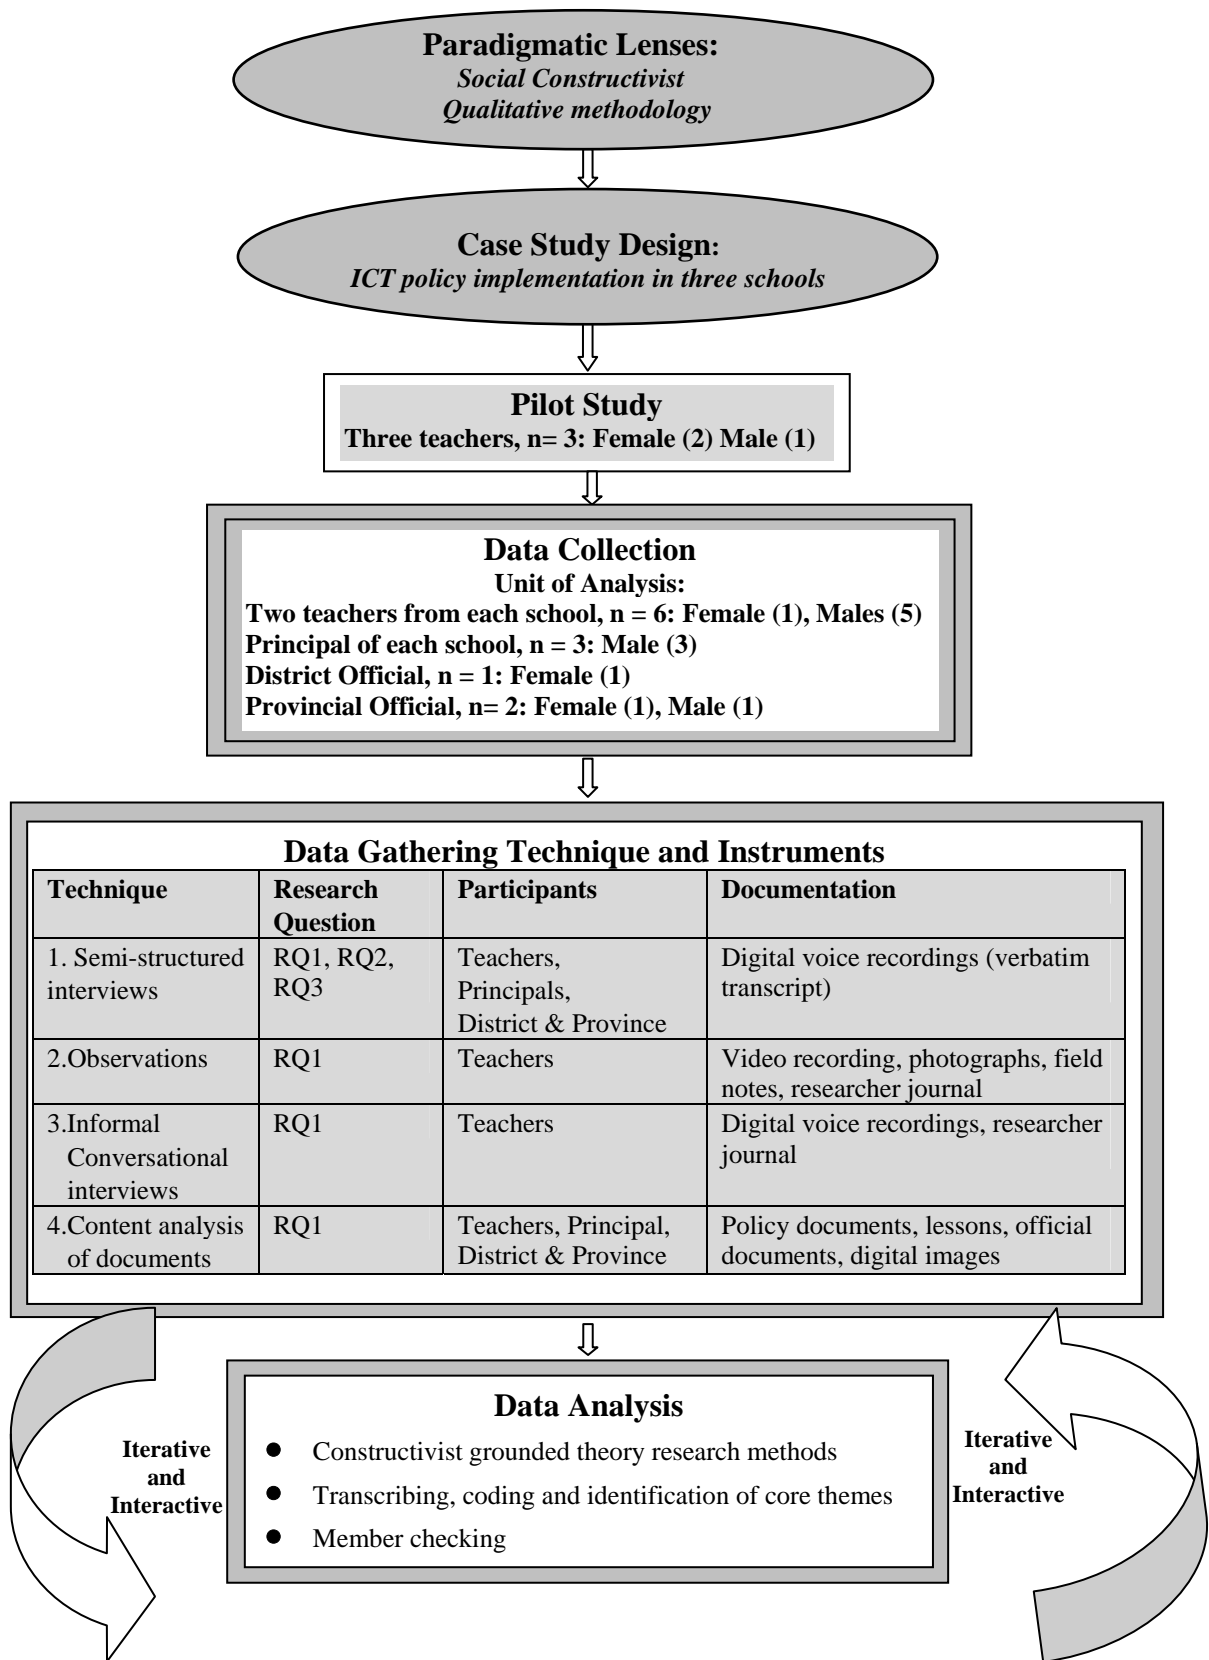 Paradigmatic Lenses:
Social Constructivist
Qualitative methodology
Case Study Design:
ICT policy implementation in three schools
Pilot Study
Three teachers, n= 3: Female (2) Male (1)
Data Collection
Unit of Analysis:
Two teachers from each school, n = 6: Female (1), Males (5)
Principal of each school, n = 3: Male (3)
District Official, n = 1: Female (1)
Provincial Official, n= 2: Female (1), Male (1)
Data Gathering Technique and Instruments
Technique
Research
Question
Participants
Documentation
1. Semi-structured
interviews
RQ1, RQ2,
RQ3
Teachers,
Principals,
District & Province
Digital voice recordings (verbatim
transcript)
2.Observations
RQ1
Teachers
Video recording, photographs, field
notes, researcher journal
3.Informal
Conversational
interviews
RQ1
Teachers
Digital voice recordings, researcher
journal
4.Content analysis
of documents
RQ1
Teachers, Principal,
District & Province
Policy documents, lessons, official
documents, digital images
Iterative
and
Interactive
Data Analysis
● Constructivist grounded theory research methods
● Transcribing, coding and identification of core themes
● Member checking
Iterative
and
Interactive